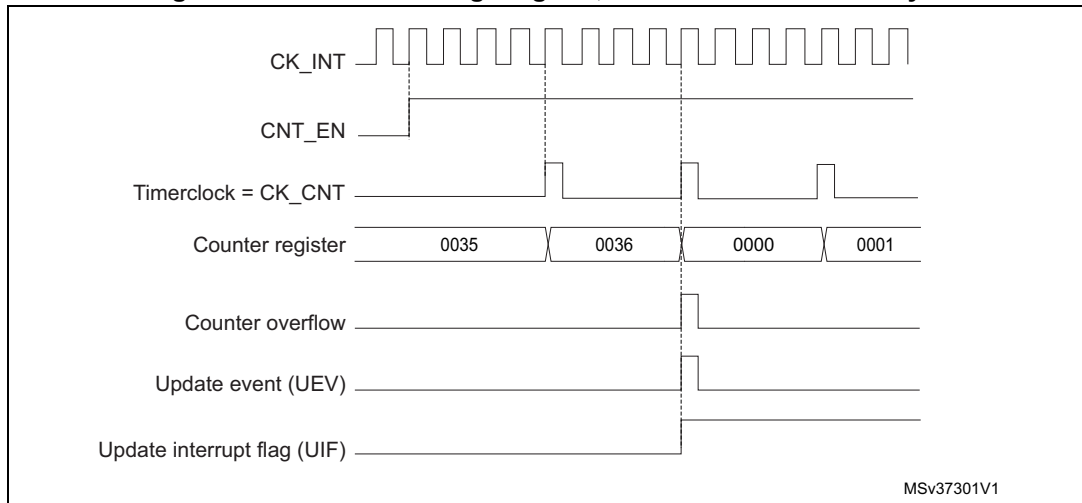 CK_INT
CNT_EN
Timerclock = CK_CNT
Counter register 0035 0036 0000 0001
Counter overflow
Update event (UEV)
Update interrupt flag (UIF)
MSv37301V1